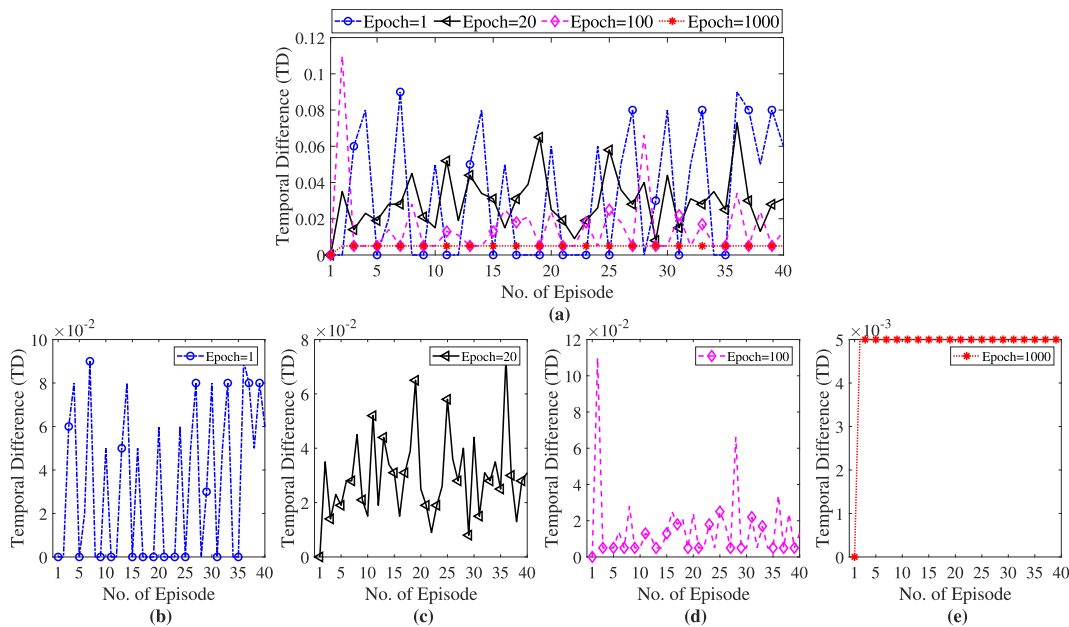 Epoch=1 Epoch=20 Epoch=100 Epoch=1000
0.12
0.1
0.08
0.06
0.04
0.02
0
Temporal Difference (TD)
1 5 10 15 20 25 30 35 40
No. of Episode
(a)
×10-2
10
8
6
4
2
0
Epoch=1
Temporal Difference (TD)
1 5 10 15 20 25 30 35 40
No. of Episode
(b)
×10-2
8
6
4
2
0
Epoch=20
Temporal Difference (TD)
1 5 10 15 20 25 30 35 40
No. of Episode
(c)
×10-2
12
10
8
6
4
2
0
Epoch=100
Temporal Difference (TD)
1 5 10 15 20 25 30 35 40
No. of Episode
(d)
×10-3
5
4
3
2
1
0
Epoch=1000
Temporal Difference (TD)
1 5 10 15 20 25 30 35 40
No. of Episode
(e)